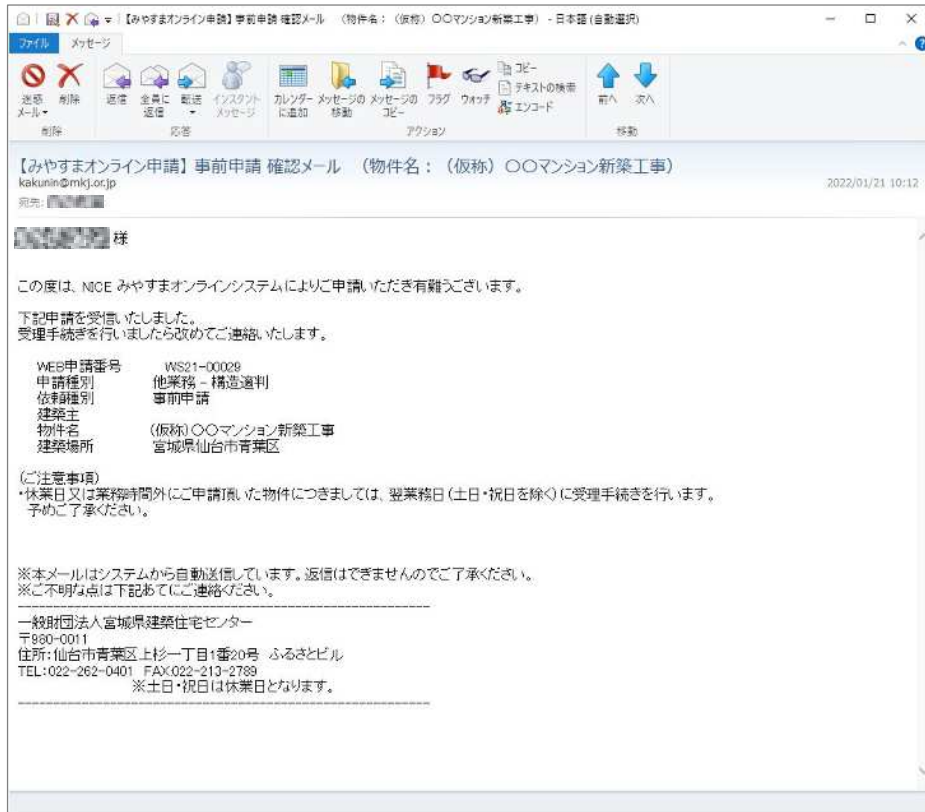 【みやすまオンライン申請】事前申請 確認メール （物件名：（仮称）〇〇マンション新築工事） - 日本語 (自動選択)
ファイル メッセージ
迷惑メール 削除 返信 全員に返信 転送 インスタント メッセージ カレンダーに追加 メッセージの移動 メッセージのコピー フラグ ウォッチ コピー テキストの検索 エンコード 前へ 次へ
削除 応答 アクション 移動
【みやすまオンライン申請】事前申請 確認メール （物件名：（仮称）〇〇マンション新築工事）
kakunin@mkj.or.jp
2022/01/21 10:12
宛先:
様
この度は、NICE みやすまオンラインシステムによりご申請いただき有難うございます。
下記申請を受信いたしました。
受理手続きを行いましたら改めてご連絡いたします。
WEB申請番号 WS21-00029
申請種別 他業務 - 構造適判
依頼種別 事前申請
建築主
物件名 (仮称)〇〇マンション新築工事
建築場所 宮城県仙台市青葉区
(ご注意事項)
・休業日又は業務時間外にご申請頂いた物件につきましては、翌業務日(土日・祝日を除く)に受理手続きを行います。
予めご了承ください。
※本メールはシステムから自動送信しています。返信はできませんのでご了承ください。
※ご不明な点は下記あてにご連絡ください。
------------------------------------------------------------
一般財団法人宮城県建築住宅センター
〒980-0011
住所:仙台市青葉区上杉一丁目1番20号 ふるさとビル
TEL:022-262-0401 FAX:022-213-2789
※土日・祝日は休業日となります。
------------------------------------------------------------